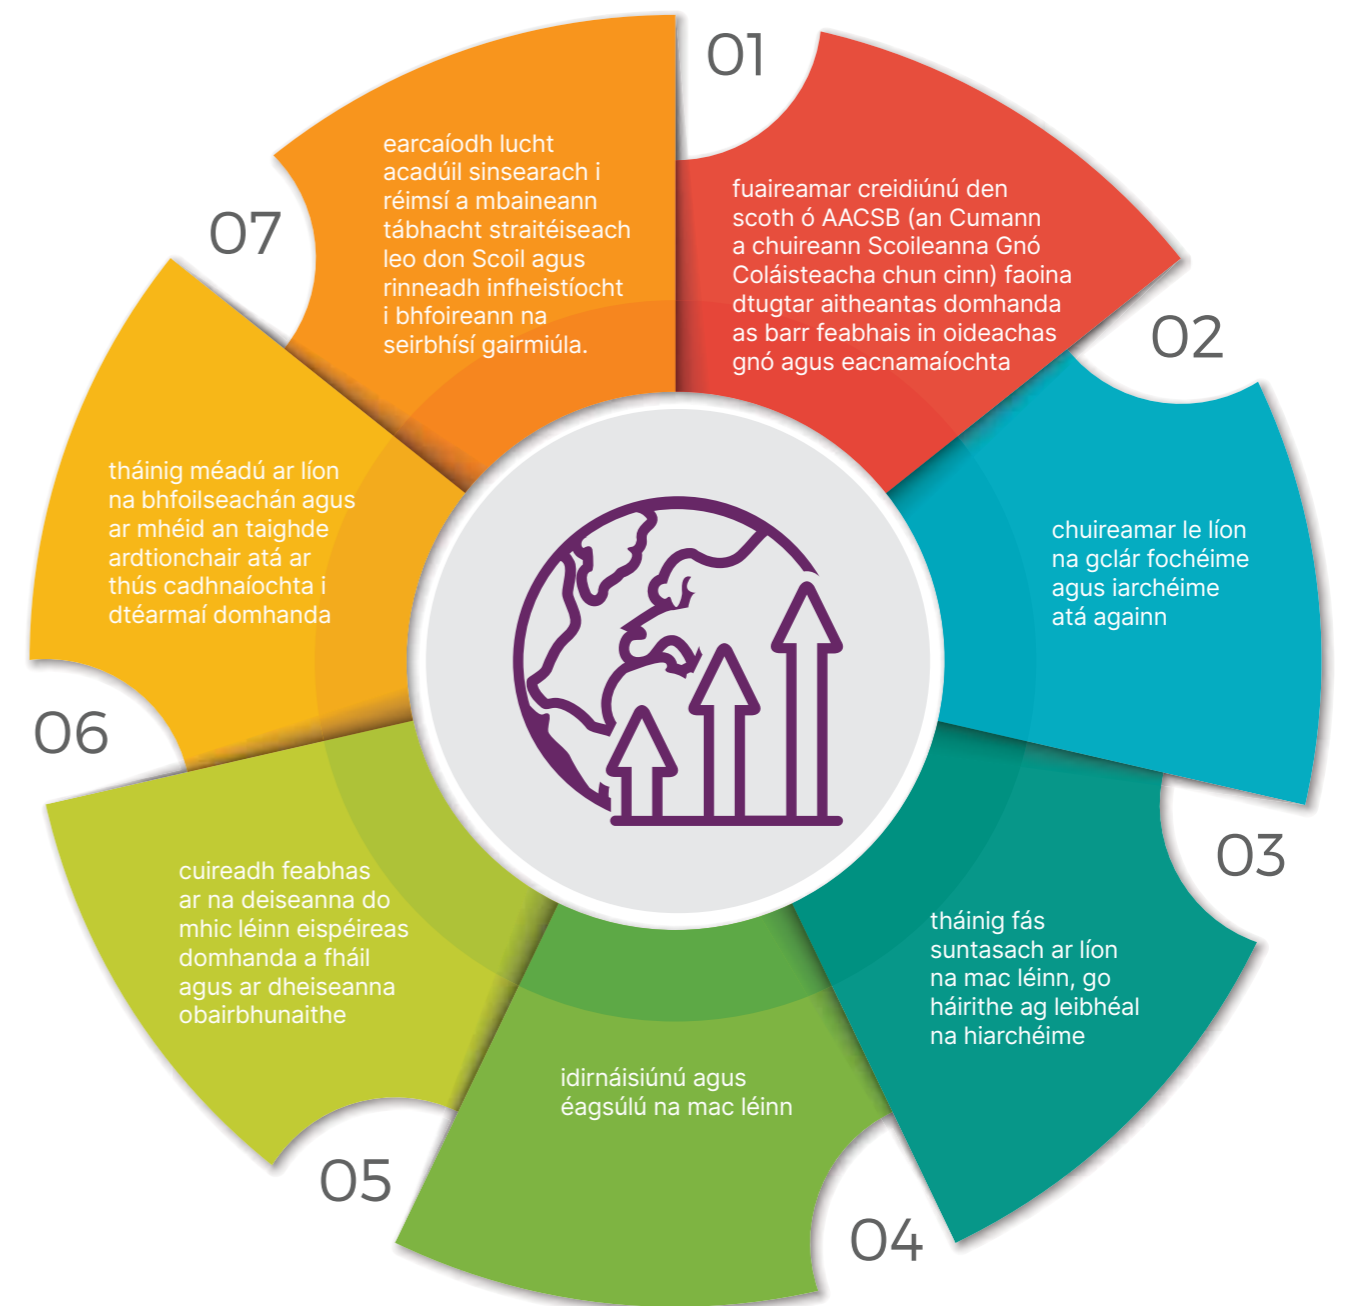 01
fuaireamar creidiúnú den
scoth ó AACSB (an Cumann
a chuireann Scoileanna Gnó
Coláisteacha chun cinn) faoina
dtugtar aitheantas domhanda
as barr feabhais in oideachas
gnó agus eacnamaíochta
02
chuireamar le líon
na gclár fochéime
agus iarchéime
atá againn
03
tháinig fás
suntasach ar líon
na mac léinn, go
háirithe ag leibhéal
na hiarchéime
04
idirnáisiúnú agus
éagsúlú na mac léinn
05
cuireadh feabhas
ar na deiseanna do
mhic léinn eispéireas
domhanda a fháil
agus ar dheiseanna
obairbhunaithe
06
tháinig méadú ar líon
na bhfoilseachán agus
ar mhéid an taighde
ardtionchair atá ar
thús cadhnaíochta i
dtéarmaí domhanda
07
earcaíodh lucht
acadúil sinsearach i
réimsí a mbaineann
tábhacht straitéiseach
leo don Scoil agus
rinneadh infheistíocht
i bhfoireann na
seirbhísí gairmiúla.